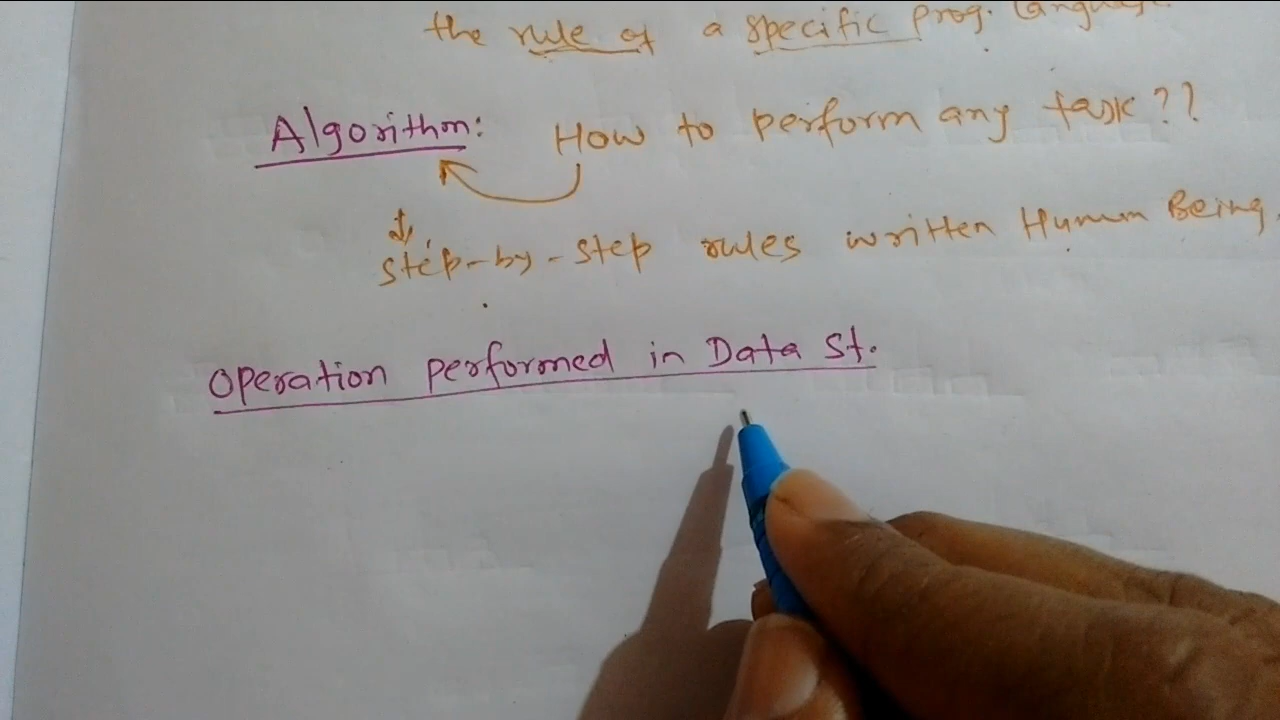 the rule of a specific prog. Language.
Algorithm: How to perform any task??
step-by-step rules written Human Being.
Operation performed in Data St.